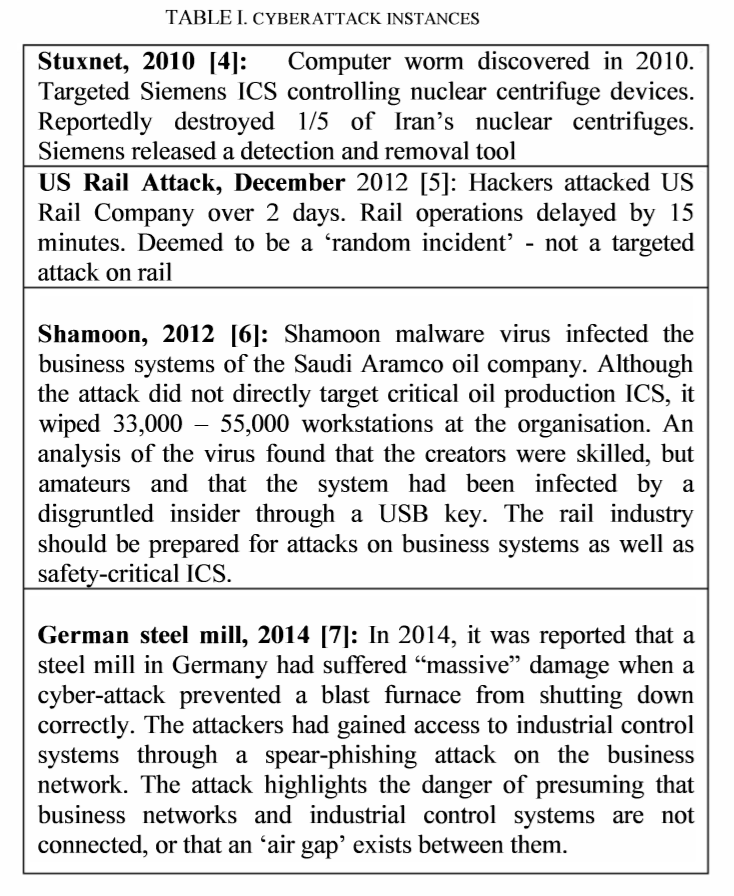 TABLE I. CYBERATTACK INSTANCES
Stuxnet, 2010 [4]: Computer worm discovered in 2010.
Targeted Siemens ICS controlling nuclear centrifuge devices.
Reportedly destroyed 1/5 of Iran’s nuclear centrifuges.
Siemens released a detection and removal tool
US Rail Attack, December 2012 [5]: Hackers attacked US
Rail Company over 2 days. Rail operations delayed by 15
minutes. Deemed to be a ‘random incident’ - not a targeted
attack on rail
Shamoon, 2012 [6]: Shamoon malware virus infected the
business systems of the Saudi Aramco oil company. Although
the attack did not directly target critical oil production ICS, it
wiped 33,000 – 55,000 workstations at the organisation. An
analysis of the virus found that the creators were skilled, but
amateurs and that the system had been infected by a
disgruntled insider through a USB key. The rail industry
should be prepared for attacks on business systems as well as
safety-critical ICS.
German steel mill, 2014 [7]: In 2014, it was reported that a
steel mill in Germany had suffered “massive” damage when a
cyber-attack prevented a blast furnace from shutting down
correctly. The attackers had gained access to industrial control
systems through a spear-phishing attack on the business
network. The attack highlights the danger of presuming that
business networks and industrial control systems are not
connected, or that an ‘air gap’ exists between them.